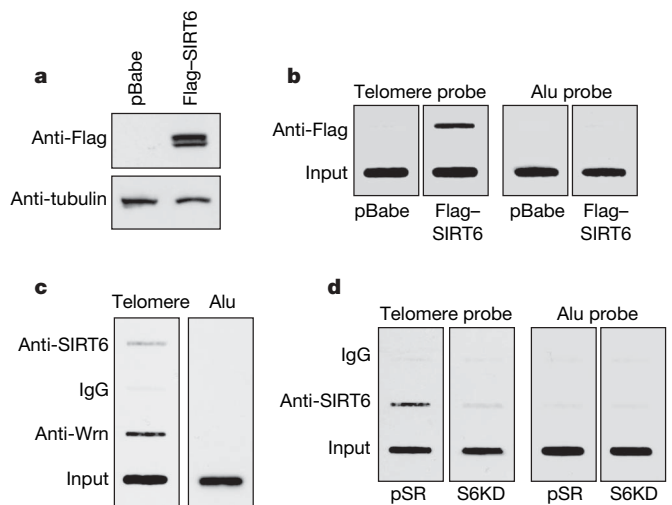 a
pBabe
Flag–SIRT6
Anti-Flag
Anti-tubulin
b
Telomere probe
Alu probe
Anti-Flag
Input
pBabe
Flag–
SIRT6
pBabe
Flag–
SIRT6
c
Telomere
Alu
Anti-SIRT6
IgG
Anti-Wrn
Input
d
Telomere probe
Alu probe
IgG
Anti-SIRT6
Input
pSR
S6KD
pSR
S6KD